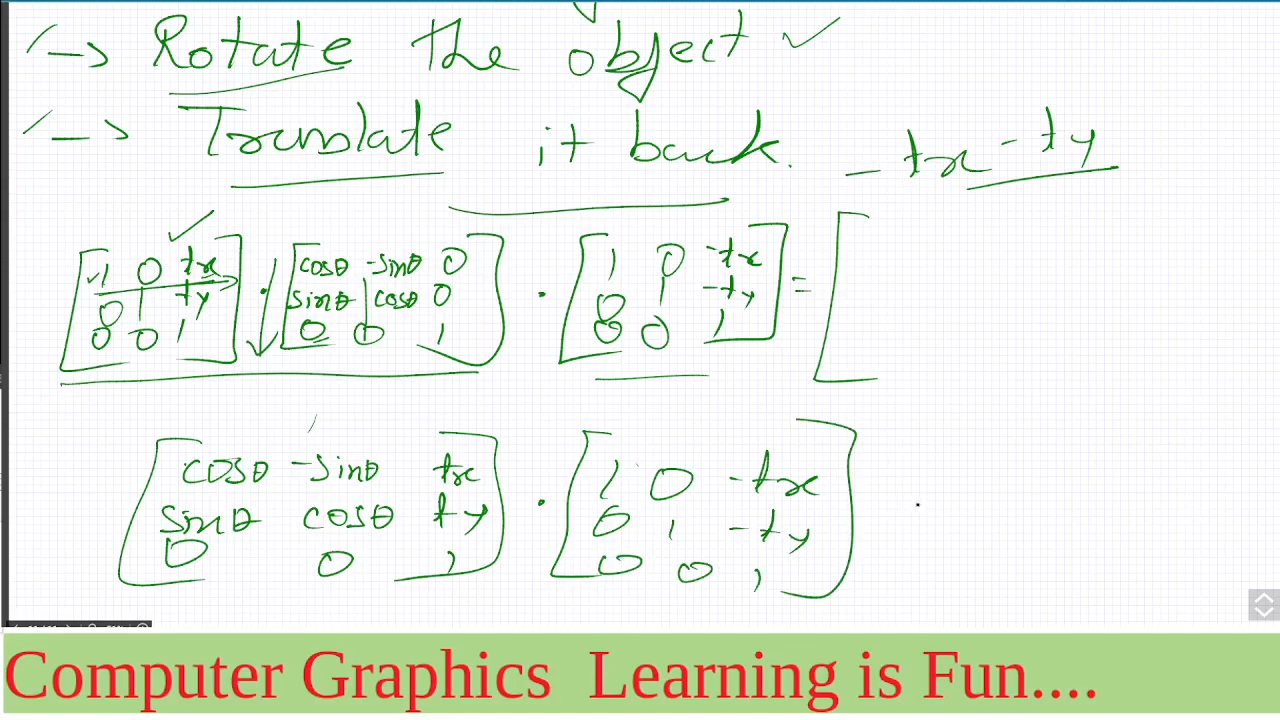 -> Rotate the object ✓
-> Translate it back. - tx - ty
[1 0 tx] · [cosθ -sinθ 0] · [1 0 -tx] = [
[0 1 ty] [sinθ cosθ 0] [0 1 -ty]
[0 0 1] [0 0 1] [0 0 1]
[cosθ -sinθ tx] · [1 0 -tx]
[sinθ cosθ ty] [0 1 -ty]
[0 0 1] [0 0 1]
Computer Graphics Learning is Fun....